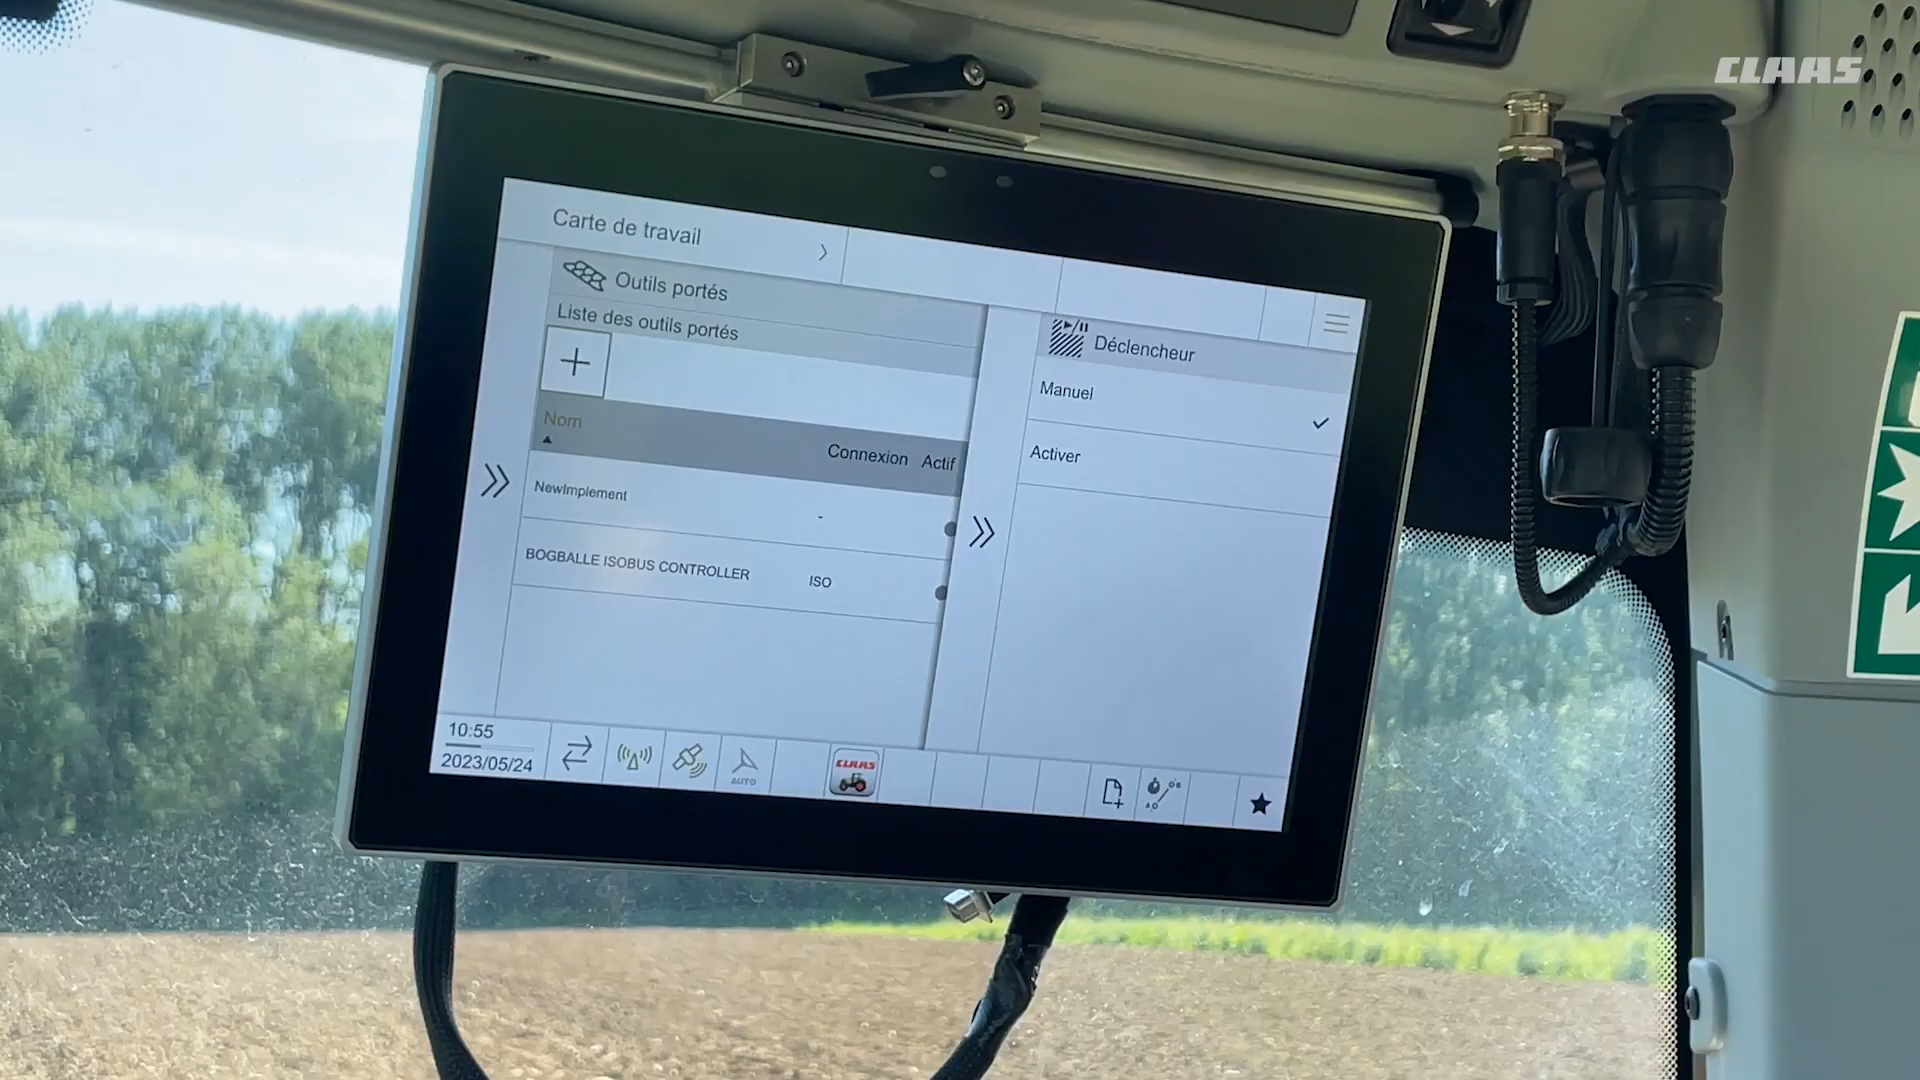 CLAAS
Carte de travail
Outils portés
Liste des outils portés
Nom
Connexion Actif
NewImplement
-
BOGBALLE ISOBUS CONTROLLER ISO
Déclencheur
Manuel
Activer
10:55
2023/05/24
AUTO
CLAAS